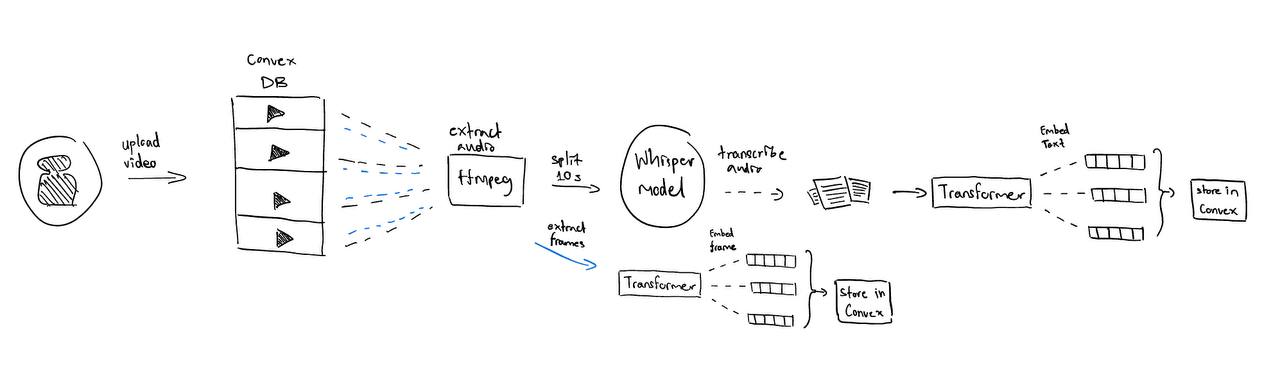 Convex
DB
upload
video
extract
audio
ffmpeg
split
10s
Whisper
model
transcribe
audio
Transformer
Embed
Text
store in
Convex
extract
frames
Transformer
Embed
frame
store in
Convex